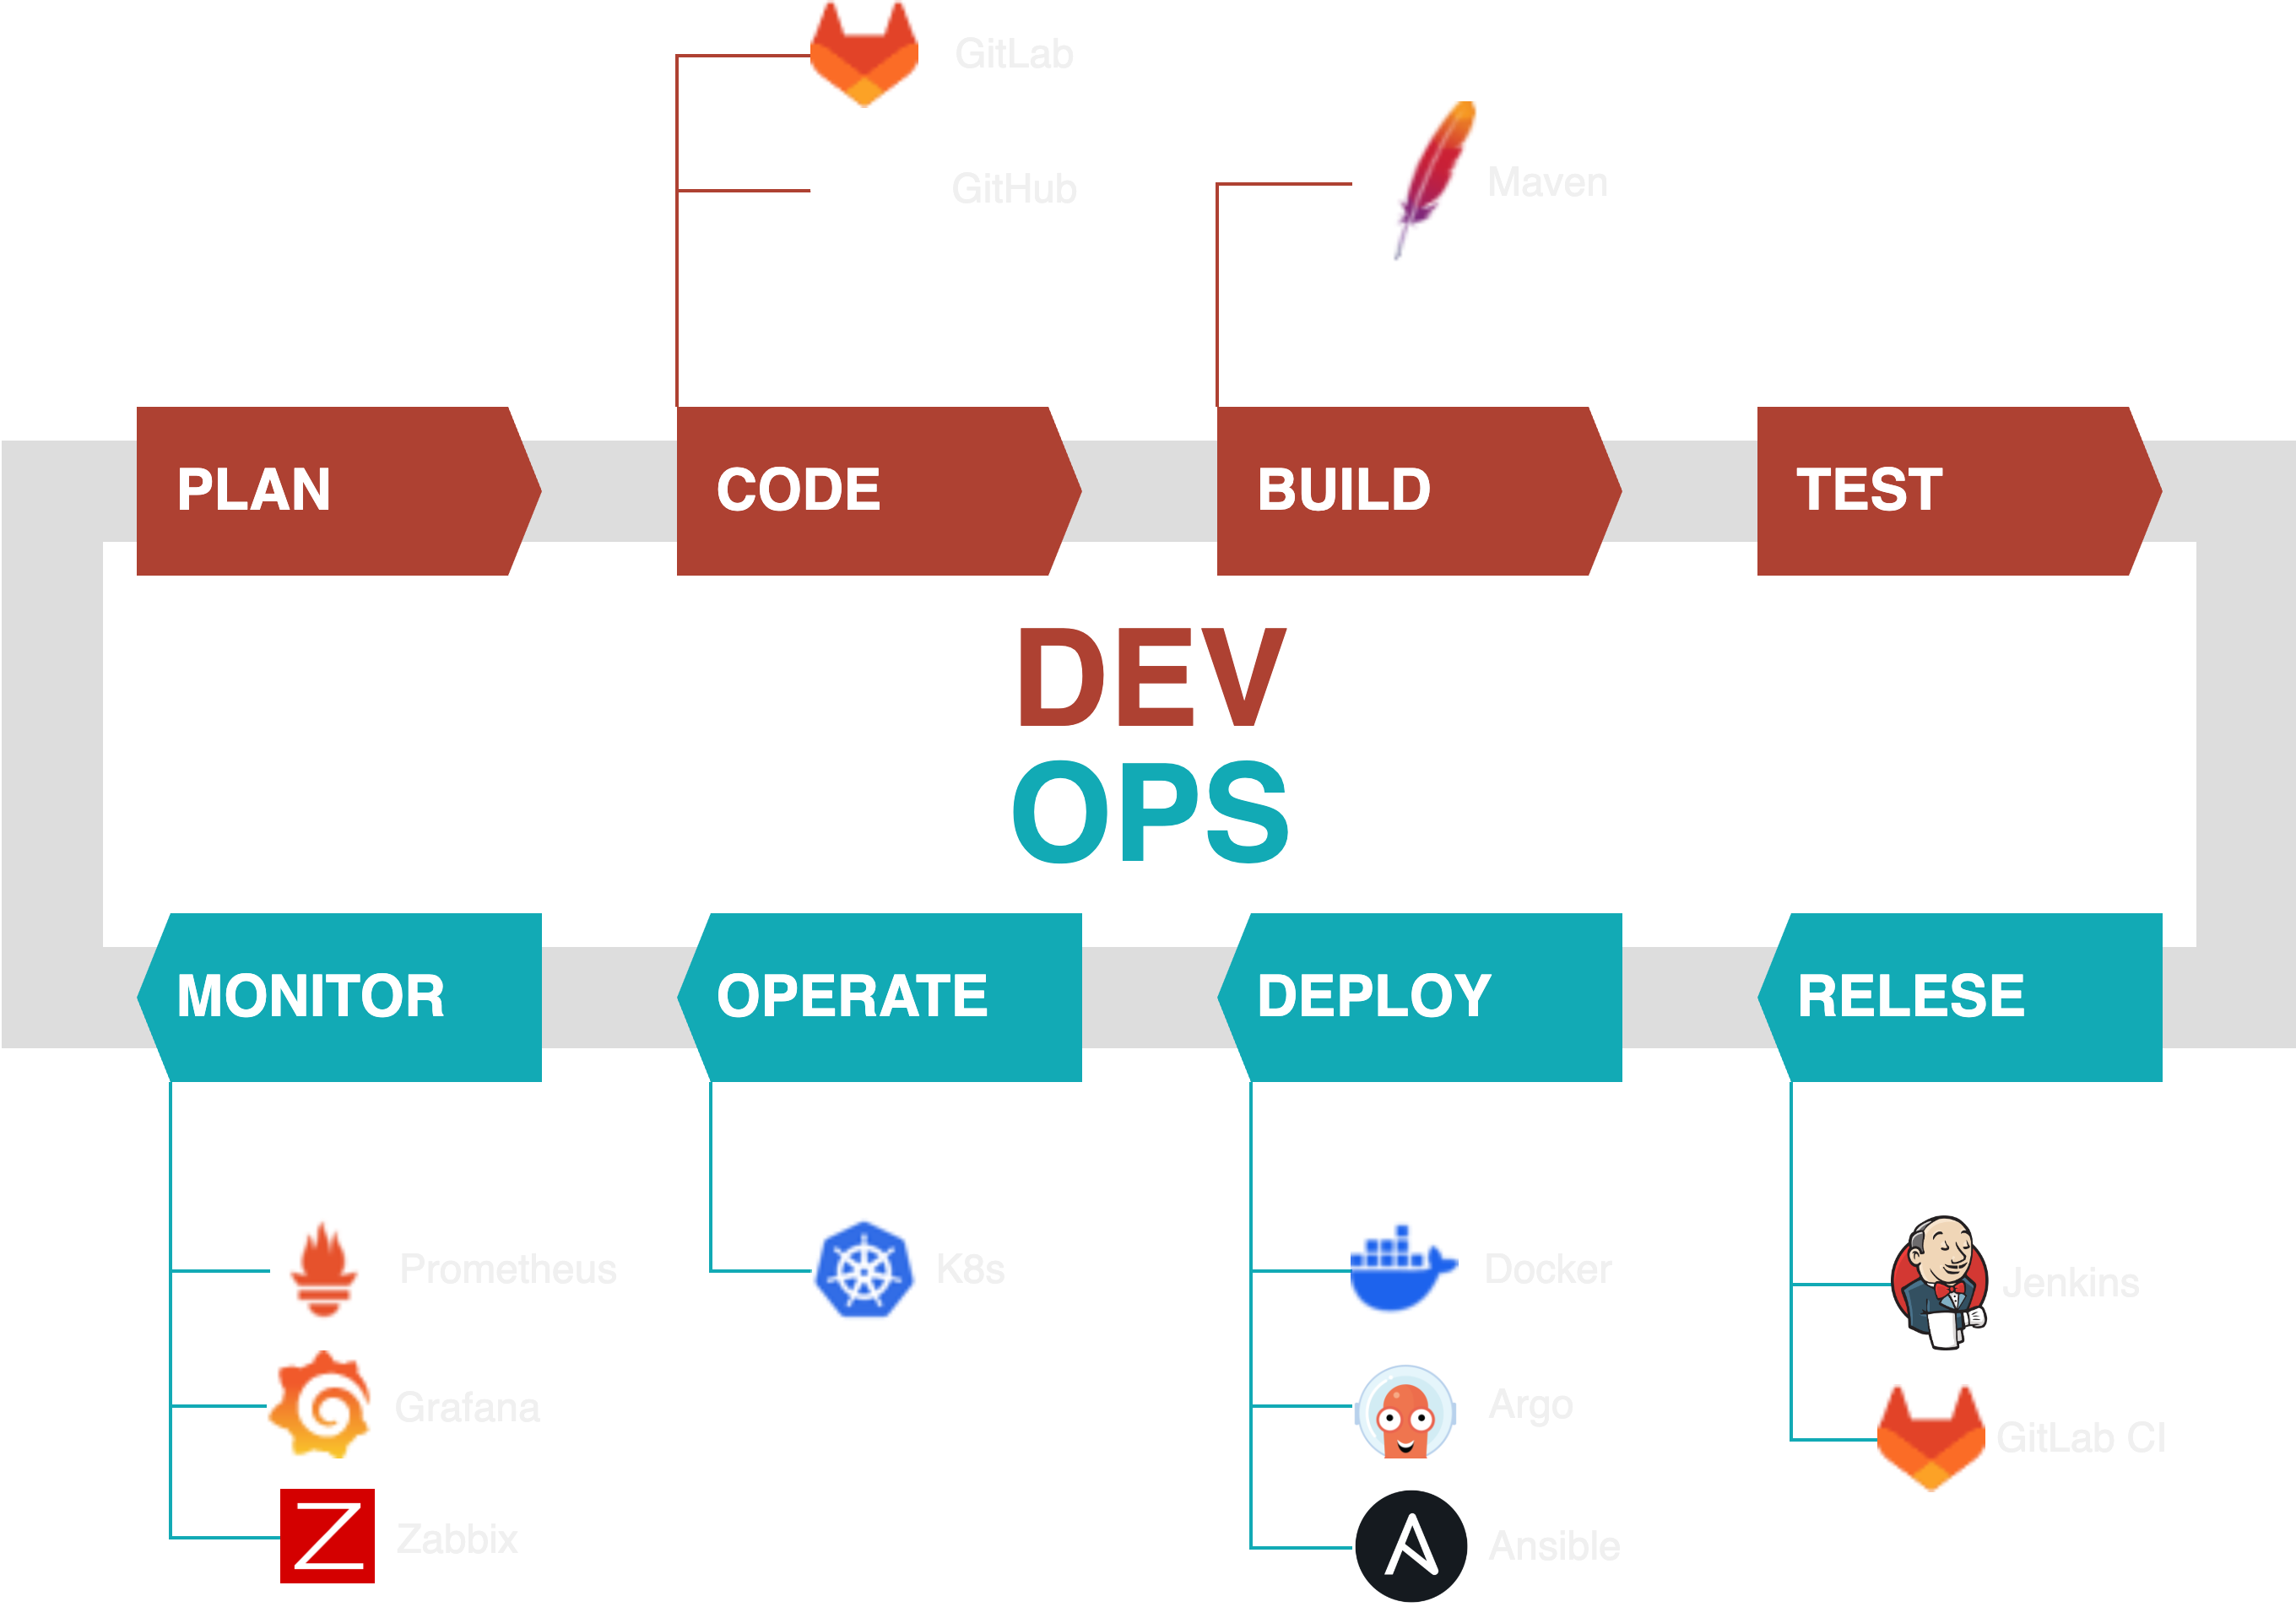 GitLab
GitHub
Maven
PLAN
CODE
BUILD
TEST
DEV
OPS
MONITOR
OPERATE
DEPLOY
RELESE
Prometheus
K8s
Docker
Jenkins
Grafana
Argo
GitLab CI
Zabbix
Ansible